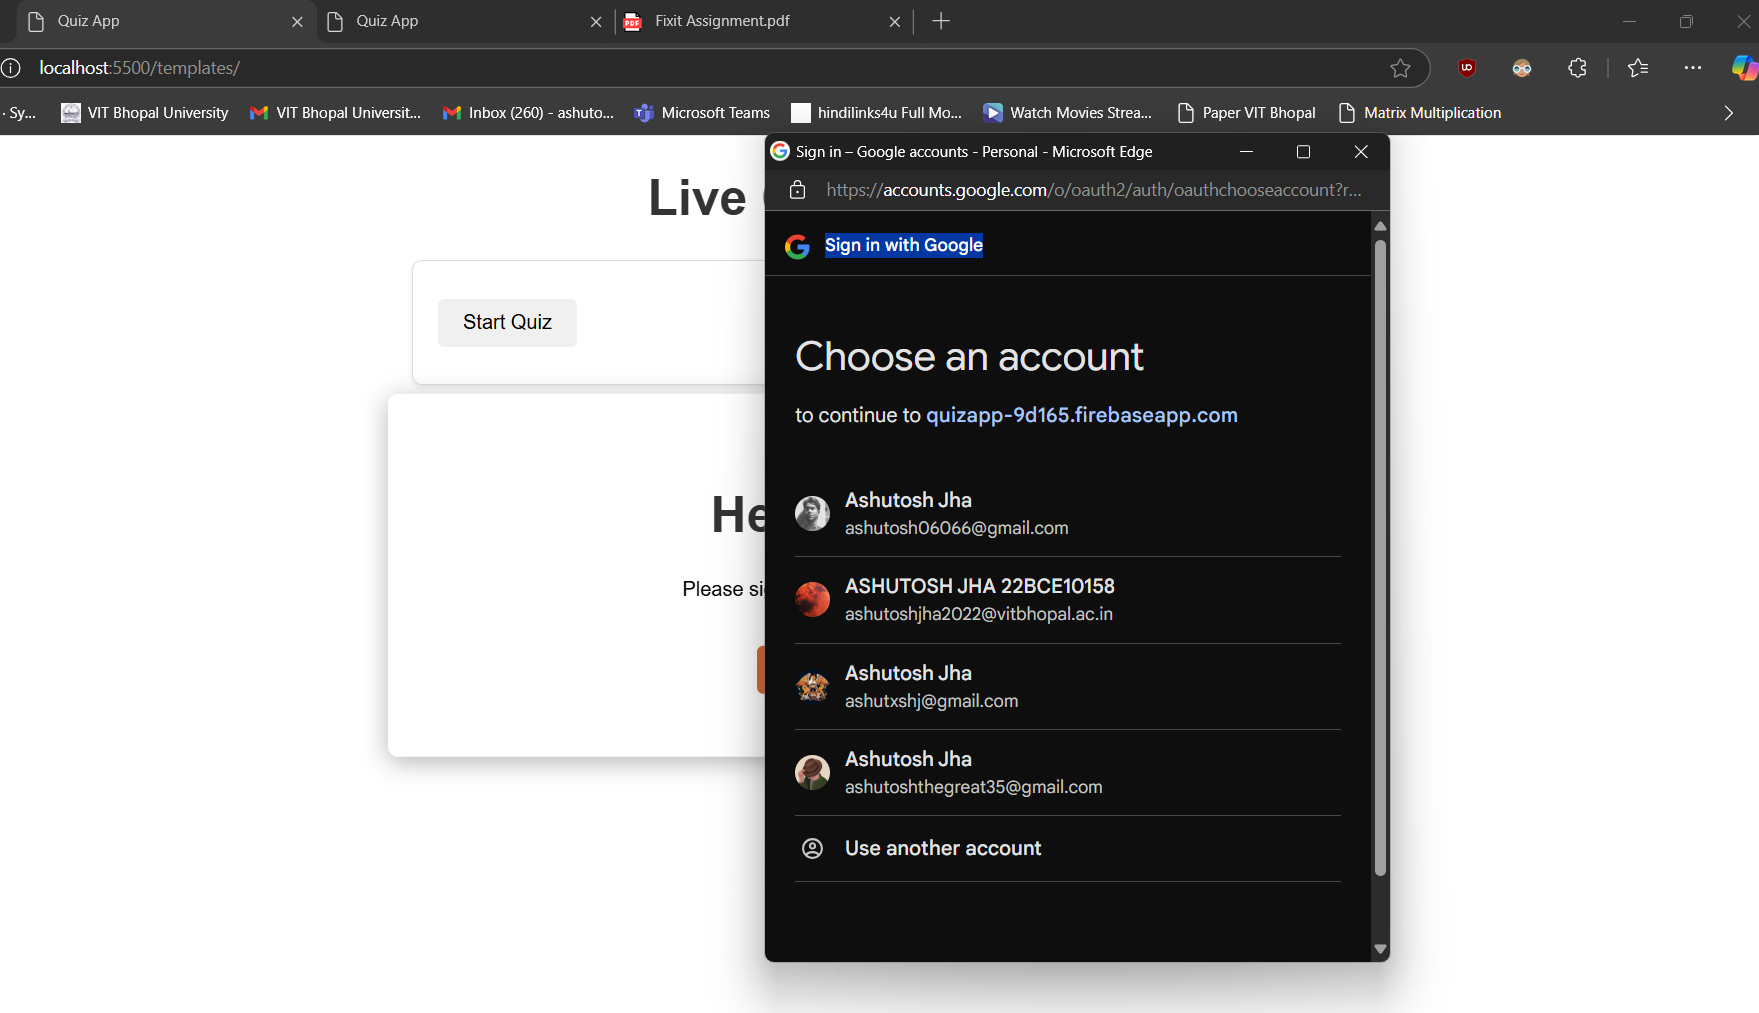 Quiz App
Quiz App
Fixit Assignment.pdf
localhost:5500/templates/
· Sy...
VIT Bhopal University
VIT Bhopal Universit...
Inbox (260) - ashuto...
Microsoft Teams
hindilinks4u Full Mo...
Watch Movies Strea...
Paper VIT Bhopal
Matrix Multiplication
Sign in – Google accounts - Personal - Microsoft Edge
https://accounts.google.com/o/oauth2/auth/oauthchooseaccount?r...
Live
Sign in with Google
Start Quiz
Choose an account
to continue to quizapp-9d165.firebaseapp.com
He
Please si
Ashutosh Jha
ashutosh06066@gmail.com
ASHUTOSH JHA 22BCE10158
ashutoshjha2022@vitbhopal.ac.in
Ashutosh Jha
ashutxshj@gmail.com
Ashutosh Jha
ashutoshthegreat35@gmail.com
Use another account